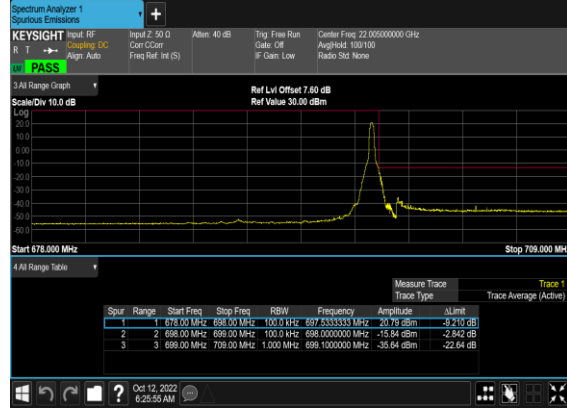 Spectrum Analyzer 1
Spurious Emissions
+
KEYSIGHT Input: RF Input Z: 50 Ω Atten: 40 dB Trig: Free Run Center Freq: 22.005000000 GHz
R T Coupling: DC Corr CCorr Gate: Off Avg|Hold: 100/100
Align: Auto Freq Ref: Int (S) IF Gain: Low Radio Std: None
PASS
3 All Range Graph
Ref Lvl Offset 7.60 dB
Scale/Div 10.0 dB Ref Value 30.00 dBm
Log
20.0
10.0
0.00
-10.0
-20.0
-30.0
-40.0
-50.0
-60.0
Start 678.000 MHz Stop 709.000 MH
4 All Range Table
Measure Trace Trace 1
Trace Type Trace Average (Active)
Spur Range Start Freq Stop Freq RBW Frequency Amplitude ΔLimit
1 1 678.00 MHz 698.00 MHz 100.0 kHz 697.5333333 MHz 20.79 dBm -9.210 dB
2 2 698.00 MHz 699.00 MHz 100.0 kHz 698.0000000 MHz -15.84 dBm -2.842 dB
3 3 699.00 MHz 709.00 MHz 1.000 MHz 699.1000000 MHz -35.64 dBm -22.64 dB
? Oct 12, 2022
6:25:55 AM